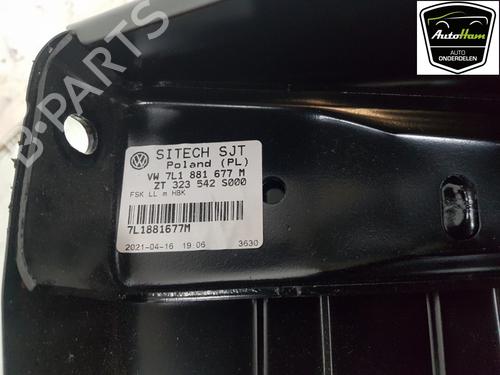 AutoHam
AUTO
ONDERDELEN
B-PARTS
SITECH SJT
Poland (PL)
VW 7L1 881 677 M
ZT 323 542 S000
FSK LL m HBK
7L1881677M
2021-04-16 19:06 3630